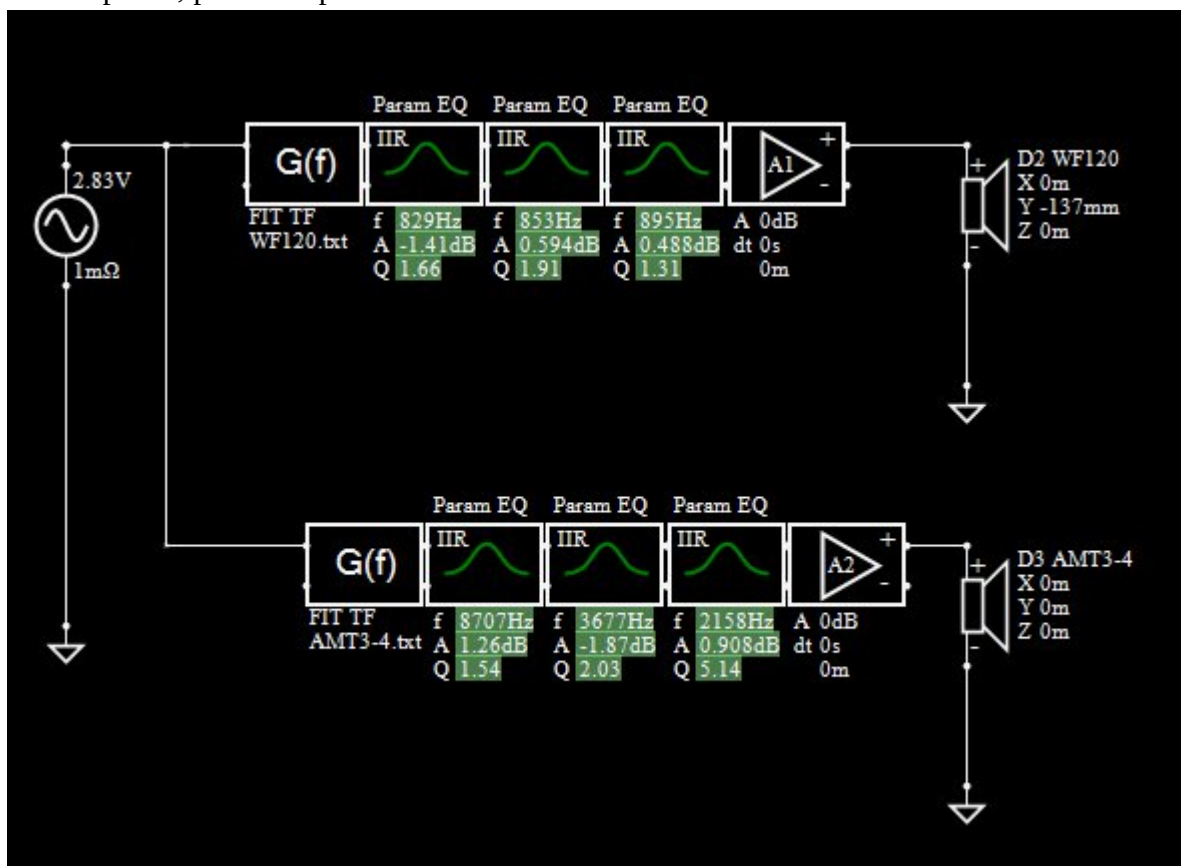 Param EQ Param EQ Param EQ
IIR IIR IIR
G(f)
A1
+
-
2.83V
1mΩ
FIT TF
WF120.txt
f 829Hz
A -1.41dB
Q 1.66
f 853Hz
A 0.594dB
Q 1.91
f 895Hz
A 0.488dB
Q 1.31
A 0dB
dt 0s
0m
+
-
D2 WF120
X 0m
Y -137mm
Z 0m
Param EQ Param EQ Param EQ
IIR IIR IIR
G(f)
A2
+
-
FIT TF
AMT3-4.txt
f 8707Hz
A 1.26dB
Q 1.54
f 3677Hz
A -1.87dB
Q 2.03
f 2158Hz
A 0.908dB
Q 5.14
A 0dB
dt 0s
0m
+
-
D3 AMT3-4
X 0m
Y 0m
Z 0m